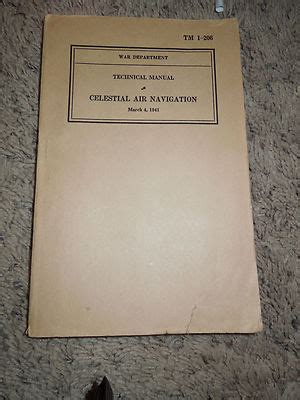 TM 1-206
WAR DEPARTMENT
TECHNICAL MANUAL
CELESTIAL AIR NAVIGATION
March 4, 1941